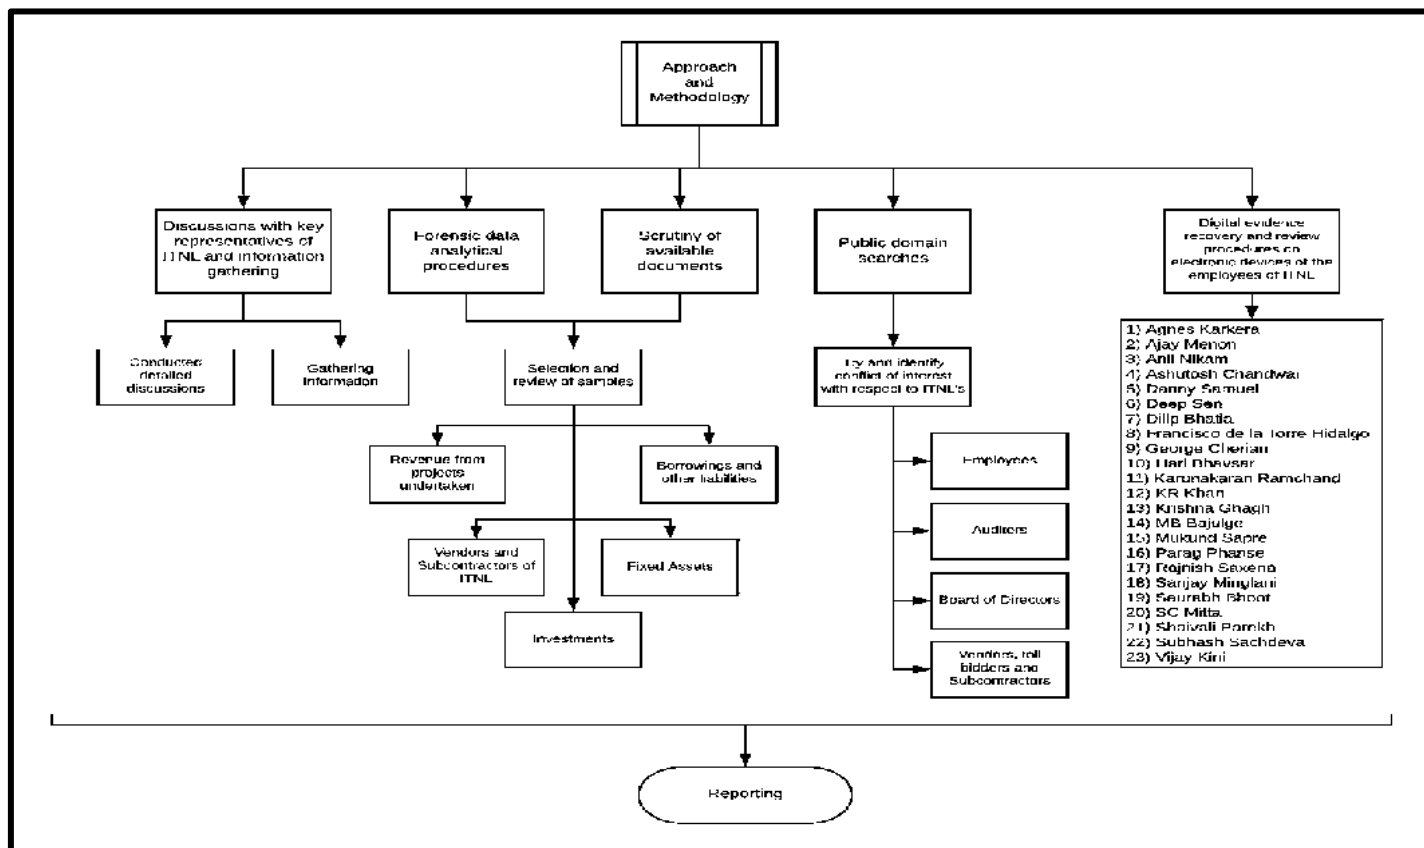 Approach
and
Methodology
Discussions with key
representatives of
ITNL and information
gathering
Forensic data
analytical
procedures
Scrutiny of
available
documents
Public domain
searches
Digital evidence
recovery and review
procedures on
electronic devices of the
employees of ITNL
Conducted
detailed
discussions
Gathering
Information
Selection and
review of samples
Try and identify
conflict of interest
with respect to ITNL's
1) Agnes Karkera
2) Ajay Menon
3) Anil Nikam
4) Ashutosh Chandwar
5) Danny Samuel
6) Deep Sen
7) Dilip Bhatia
8) Francisco de la Torre Hidalgo
9) George Cherian
10) Hari Bhavsar
11) Karunakaran Ramchand
12) KR Khan
13) Krishna Ghagh
14) MB Bajulge
15) Mukund Sapre
16) Parag Phanse
17) Rajnish Saxena
18) Sanjay Minglani
19) Saurabh Bhoot
20) SC Mitta
21) Shaivali Parekh
22) Subhash Sachdeva
23) Vijay Kini
Revenue from
projects
undertaken
Borrowings and
other liabilities
Vendors and
Subcontractors of
ITNL
Fixed Assets
Investments
Employees
Auditors
Board of Directors
Vendors, toll
bidders and
Subcontractors
Reporting